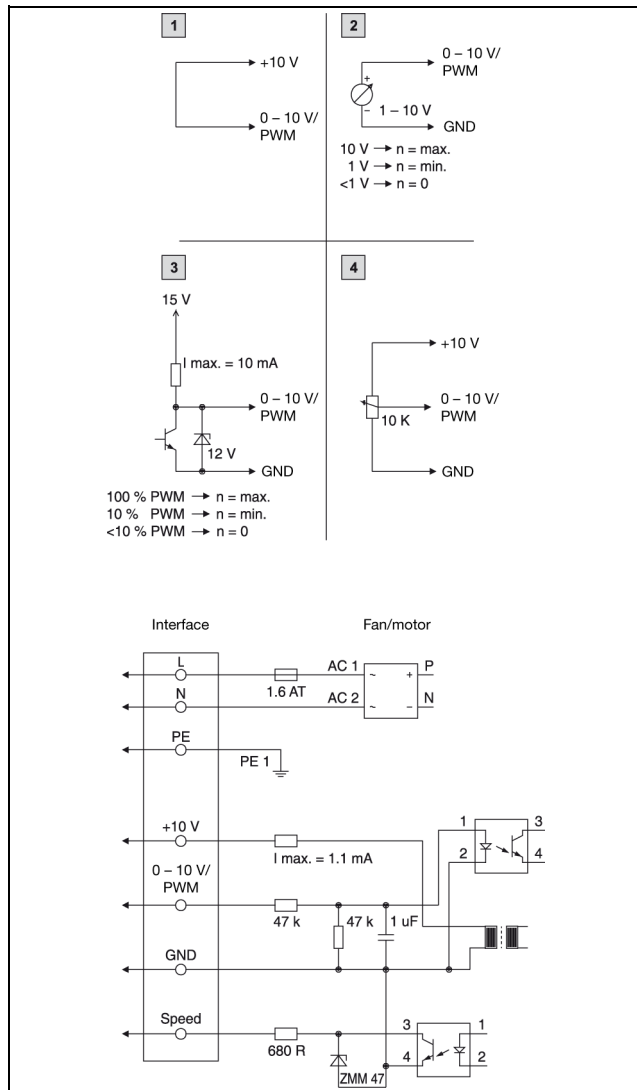 1
+10 V
0 – 10 V/
PWM
2
0 – 10 V/
PWM
+
–
1 – 10 V
GND
10 V → n = max.
1 V → n = min.
<1 V → n = 0
3
15 V
I max. = 10 mA
0 – 10 V/
PWM
12 V
GND
100 % PWM → n = max.
10 % PWM → n = min.
<10 % PWM → n = 0
4
+10 V
0 – 10 V/
PWM
10 K
GND
Interface
Fan/motor
L
1.6 AT
AC 1
~
+
P
N
AC 2
~
–
N
PE
PE 1
+10 V
I max. = 1.1 mA
1
3
2
4
0 – 10 V/
PWM
47 k
47 k
1 uF
GND
Speed
680 R
ZMM 47
3
1
4
2